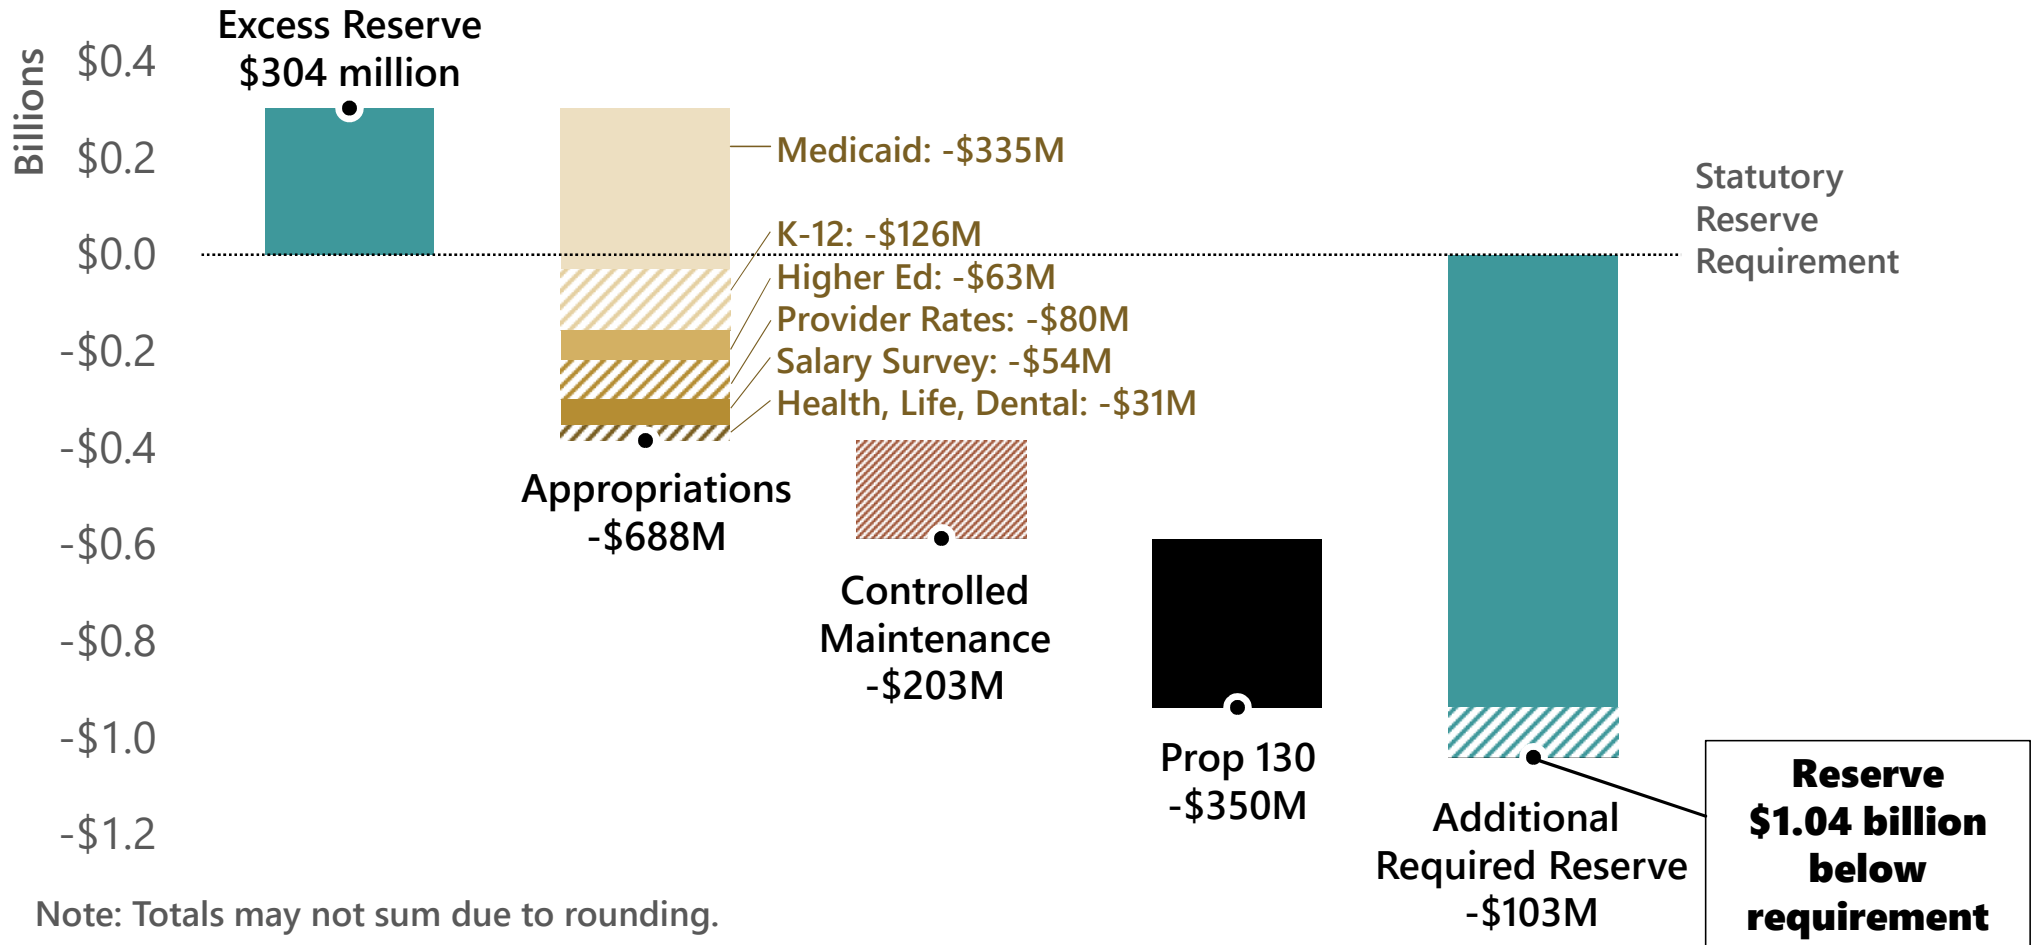 Billions
$0.4
$0.2
$0.0
-$0.2
-$0.4
-$0.6
-$0.8
-$1.0
-$1.2
Excess Reserve
$304 million
Medicaid: -$335M
K-12: -$126M
Higher Ed: -$63M
Provider Rates: -$80M
Salary Survey: -$54M
Health, Life, Dental: -$31M
Appropriations
-$688M
Controlled
Maintenance
-$203M
Prop 130
-$350M
Statutory
Reserve
Requirement
Additional
Required Reserve
-$103M
Reserve
$1.04 billion
below
requirement
Note: Totals may not sum due to rounding.